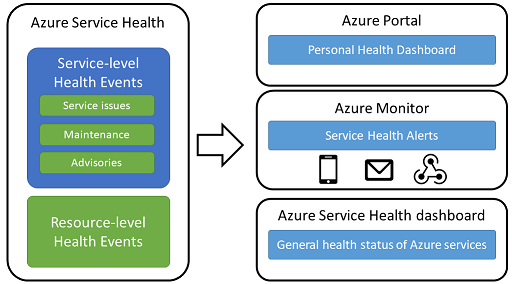 Azure Service Health
Service-level
Health Events
Service issues
Maintenance
Advisories
Resource-level
Health Events
Azure Portal
Personal Health Dashboard
Azure Monitor
Service Health Alerts
Azure Service Health dashboard
General health status of Azure services